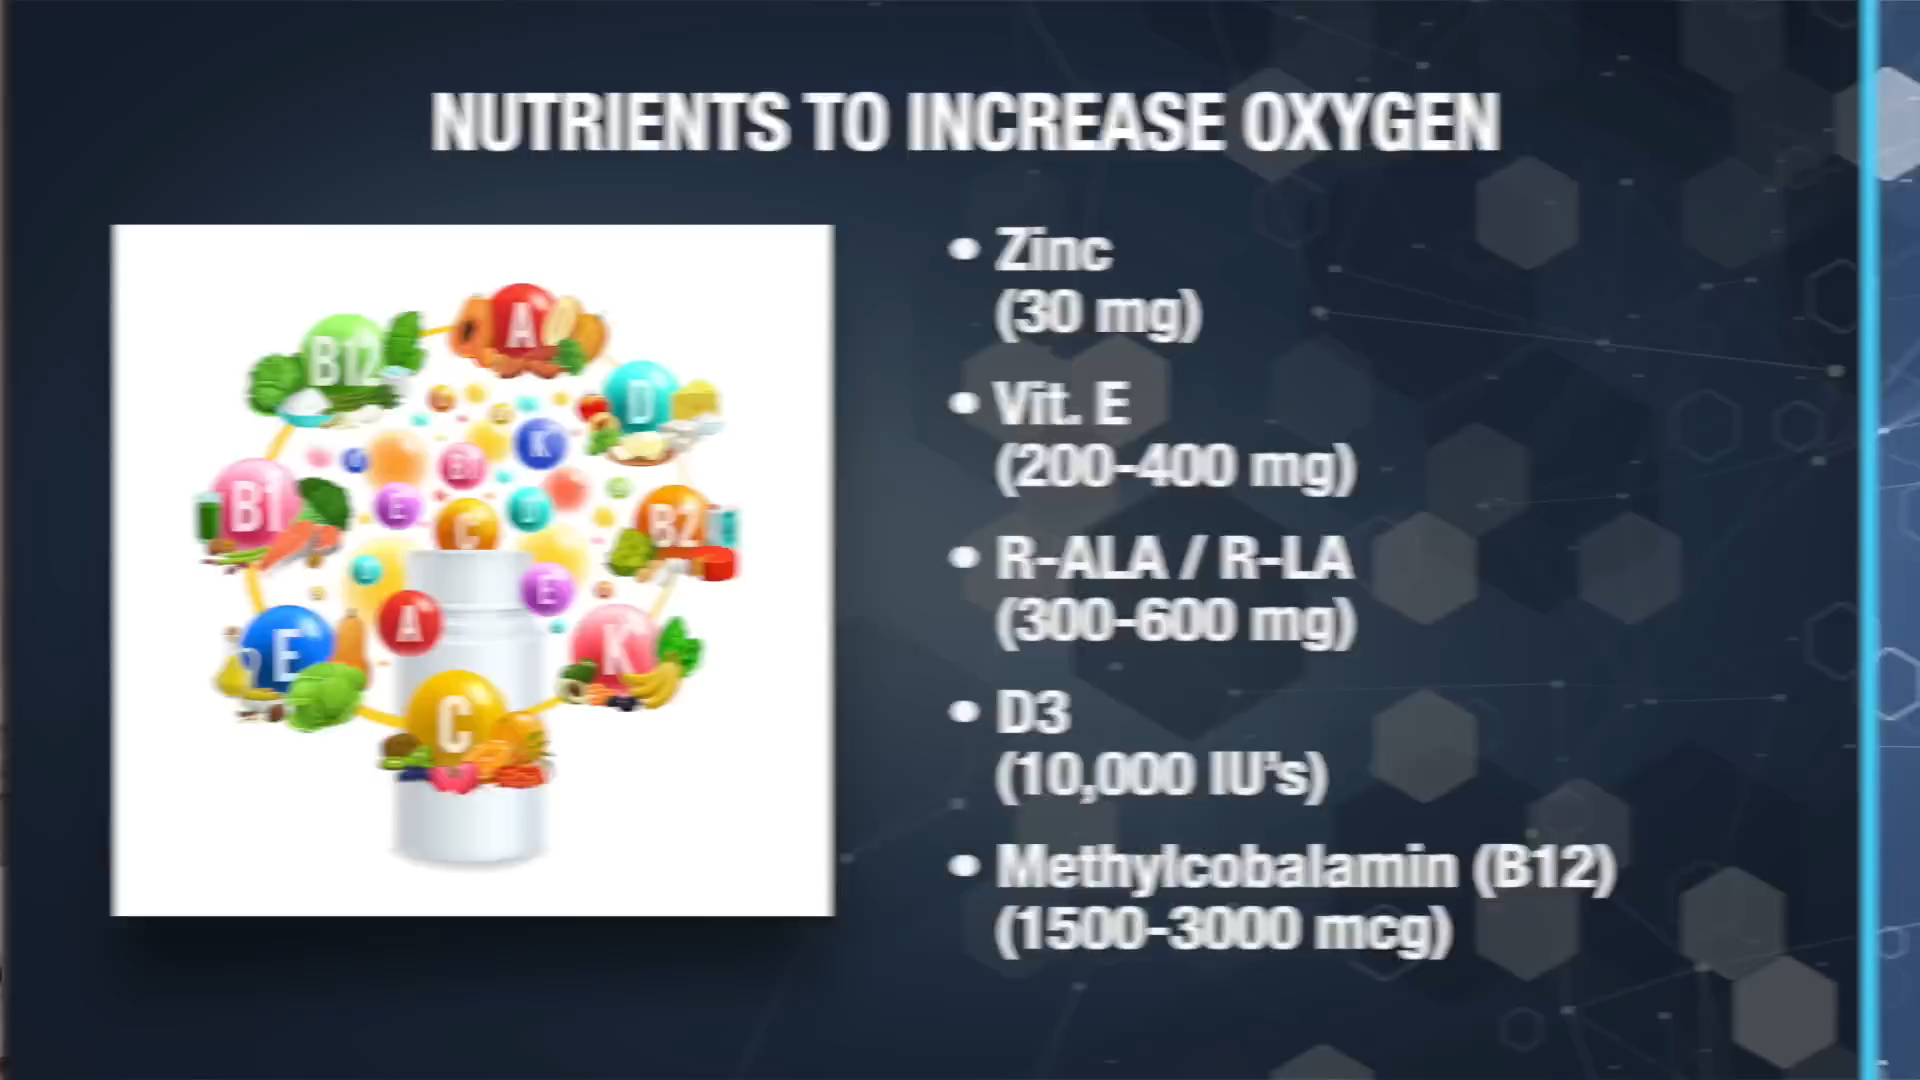 NUTRIENTS TO INCREASE OXYGEN
• Zinc
(30 mg)
• Vit. E
(200-400 mg)
• R-ALA / R-LA
(300-600 mg)
• D3
(10,000 IU's)
• Methylcobalamin (B12)
(1500-3000 mcg)
A
B12
D
K
B1
C
B2
E
A
E
K
C